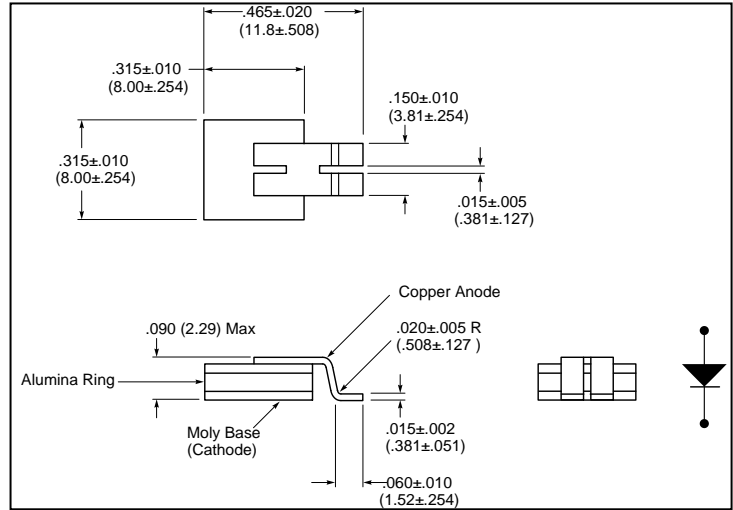 .465±.020
(11.8±.508)
.315±.010
(8.00±.254)
.150±.010
(3.81±.254)
.315±.010
(8.00±.254)
.015±.005
(.381±.127)
Copper Anode
.090 (2.29) Max
.020±.005 R
(.508±.127 )
Alumina Ring
Moly Base
(Cathode)
.015±.002
(.381±.051)
.060±.010
(1.52±.254)